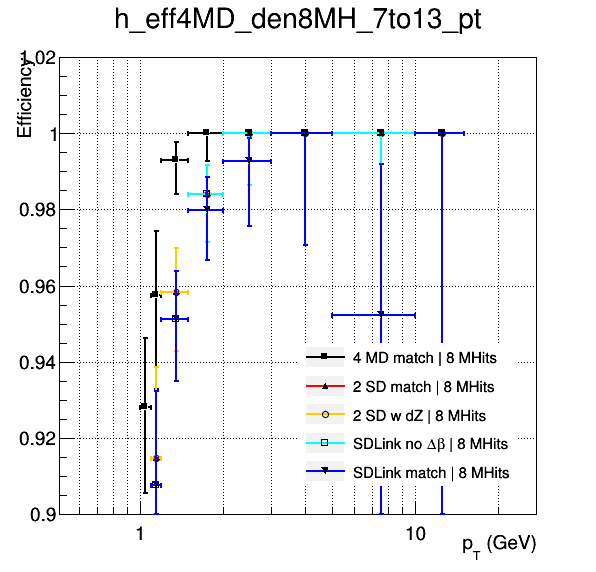 h_eff4MD_den8MH_7to13_pt
Efficiency
1.02
1
0.98
0.96
0.94
0.92
0.9
4 MD match | 8 MHits
2 SD match | 8 MHits
2 SD w dZ | 8 MHits
SDLink no Δβ | 8 MHits
SDLink match | 8 MHits
1
10
p_T (GeV)